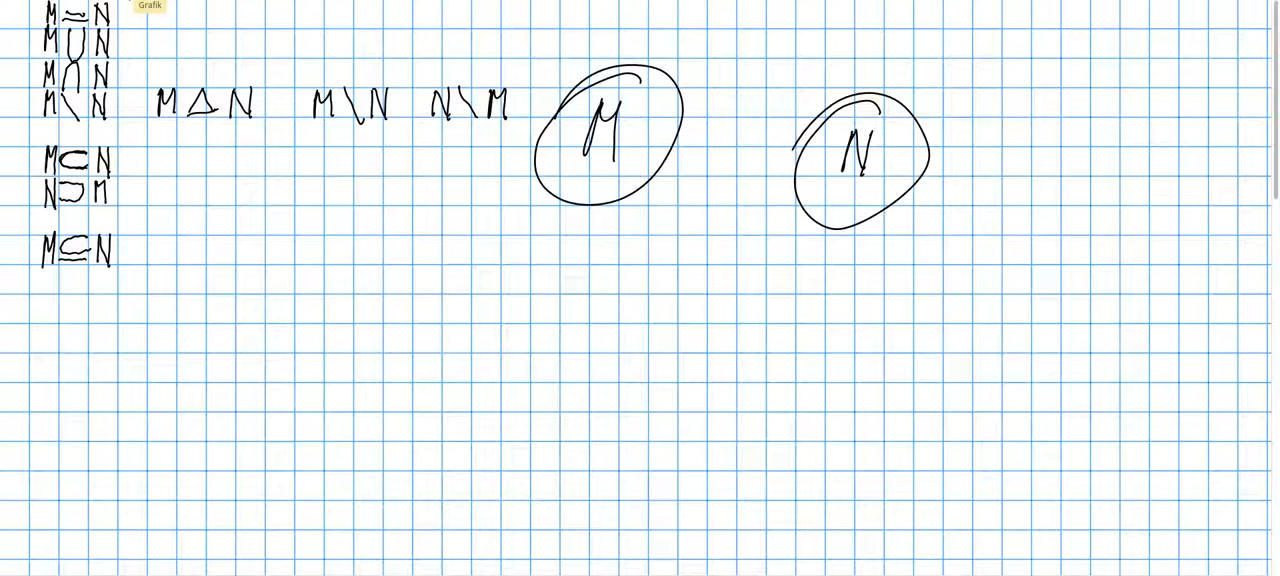 Grafik
M = N
M ∪ N
M ∩ N
M \ N M △ N M \ N N \ M
M ⊂ N
N ⊃ M
M ⊆ N
M
N